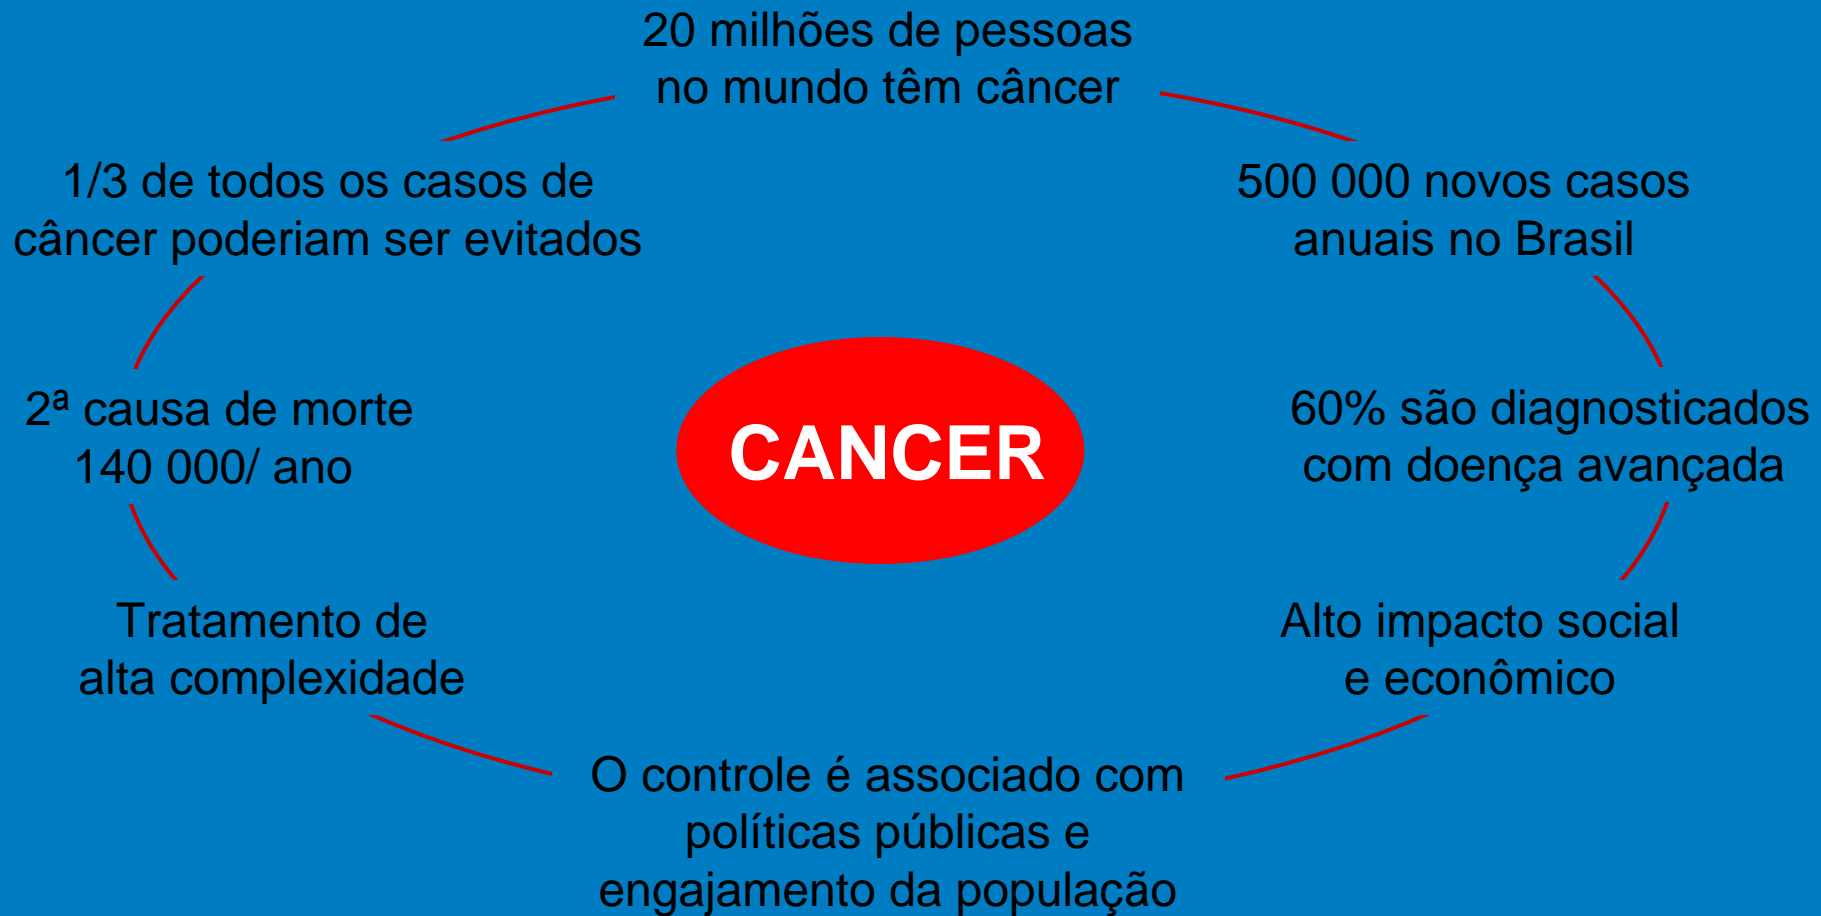 20 milhões de pessoas
no mundo têm câncer
1/3 de todos os casos de
câncer poderiam ser evitados
500 000 novos casos
anuais no Brasil
2ª causa de morte
140 000/ ano
CANCER
60% são diagnosticados
com doença avançada
Tratamento de
alta complexidade
Alto impacto social
e econômico
O controle é associado com
políticas públicas e
engajamento da população